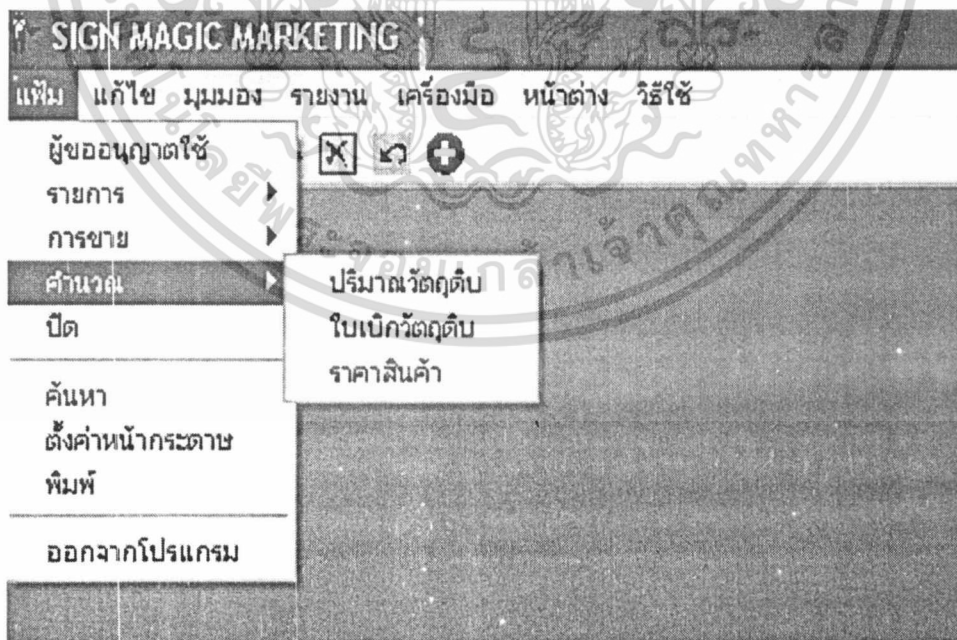 SIGN MAGIC MARKETING
แฟ้ม แก้ไข มุมมอง รายงาน เครื่องมือ หน้าต่าง วิธีใช้
ผู้ขออนุญาตใช้
รายการ
การขาย
คำนวณ
ปิด
ค้นหา
ตั้งค่าหน้ากระดาษ
พิมพ์
ออกจากโปรแกรม
ปริมาณวัตถุดิบ
ใบเบิกวัตถุดิบ
ราคาสินค้า